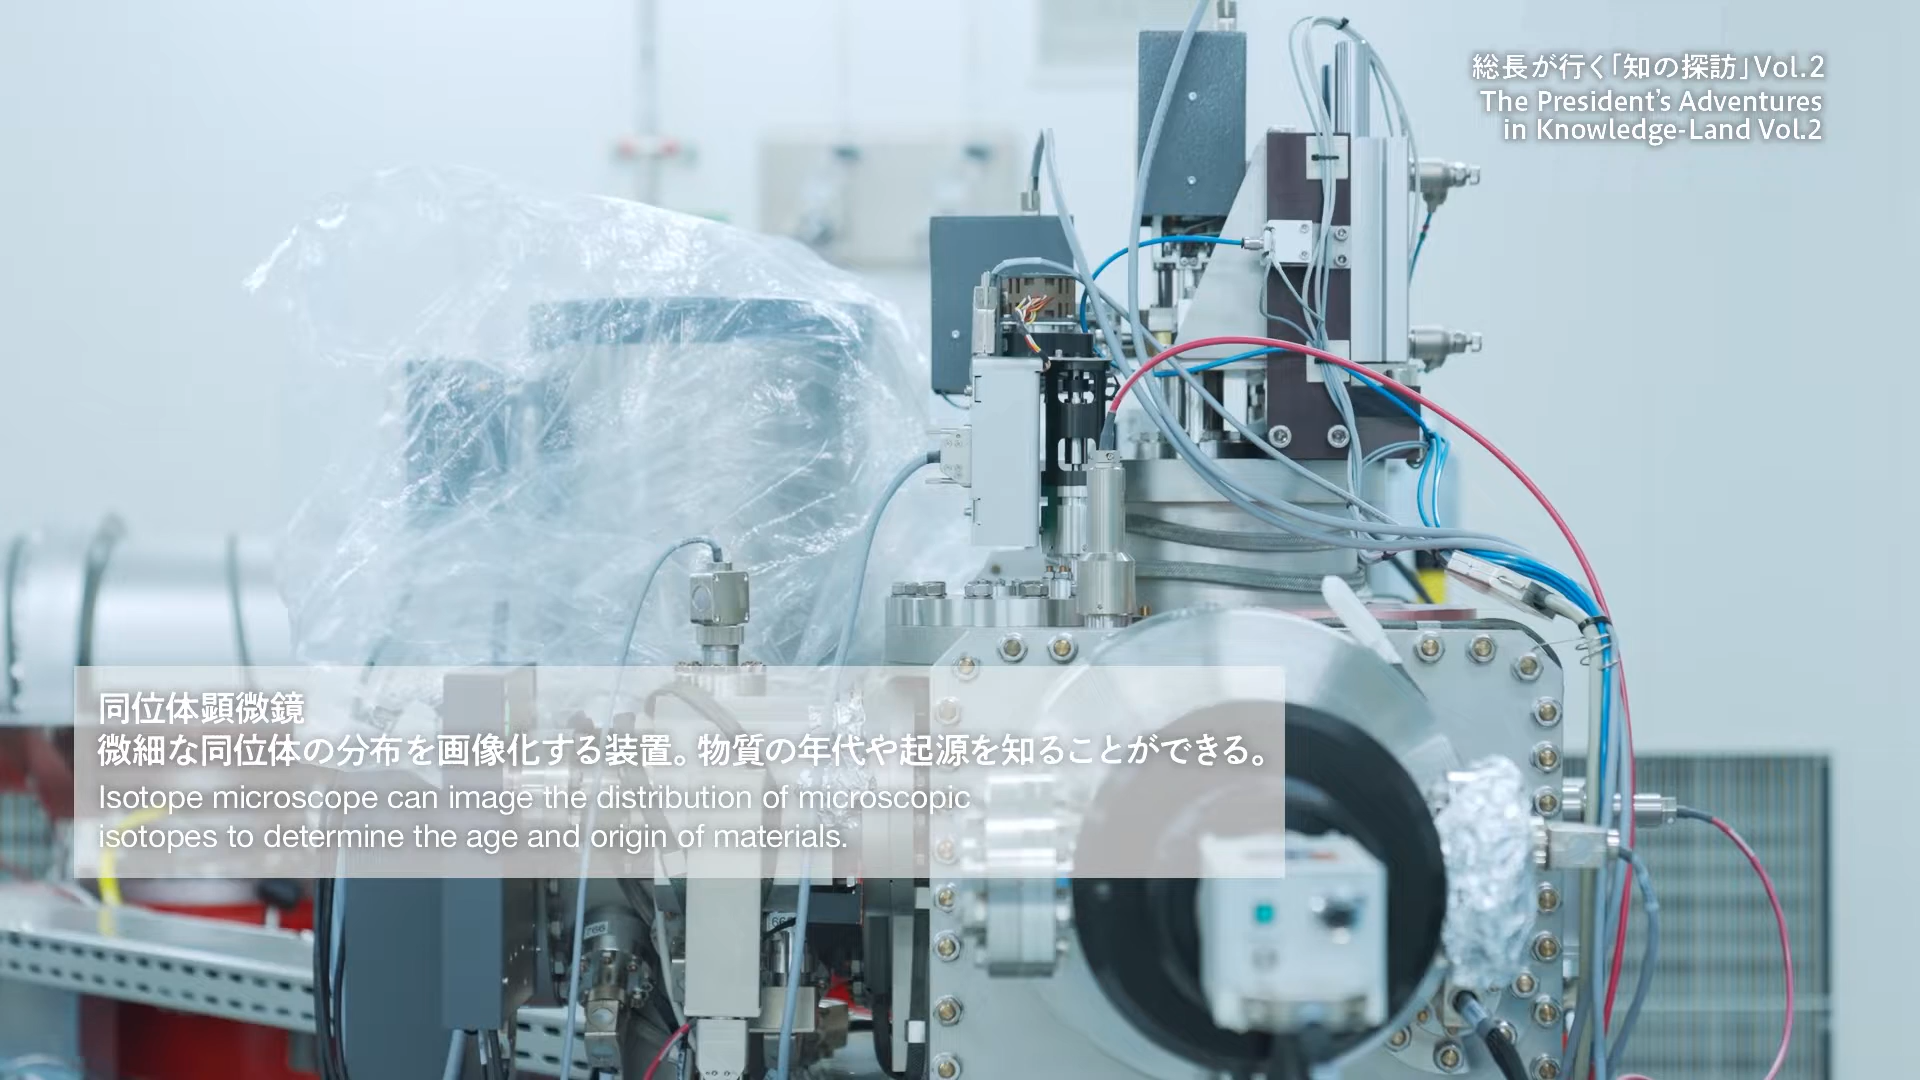 総長が行く「知の探訪」Vol.2
The President's Adventures
in Knowledge-Land Vol.2
同位体顕微鏡
微細な同位体の分布を画像化する装置。物質の年代や起源を知ることができる。
Isotope microscope can image the distribution of microscopic
isotopes to determine the age and origin of materials.
766